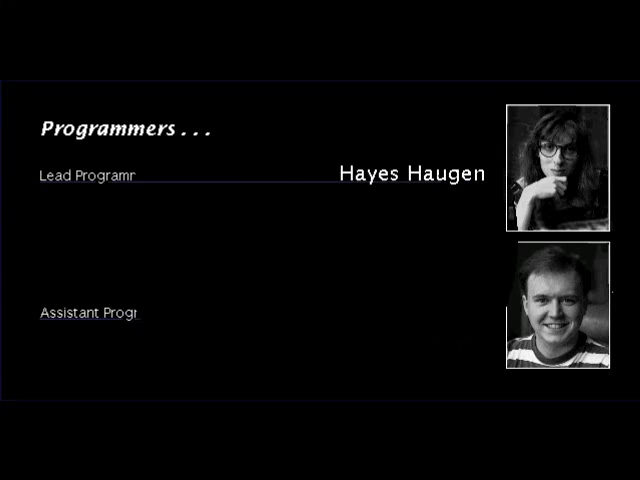 Programmers . . .
Lead Programr
Hayes Haugen
Assistant Progr